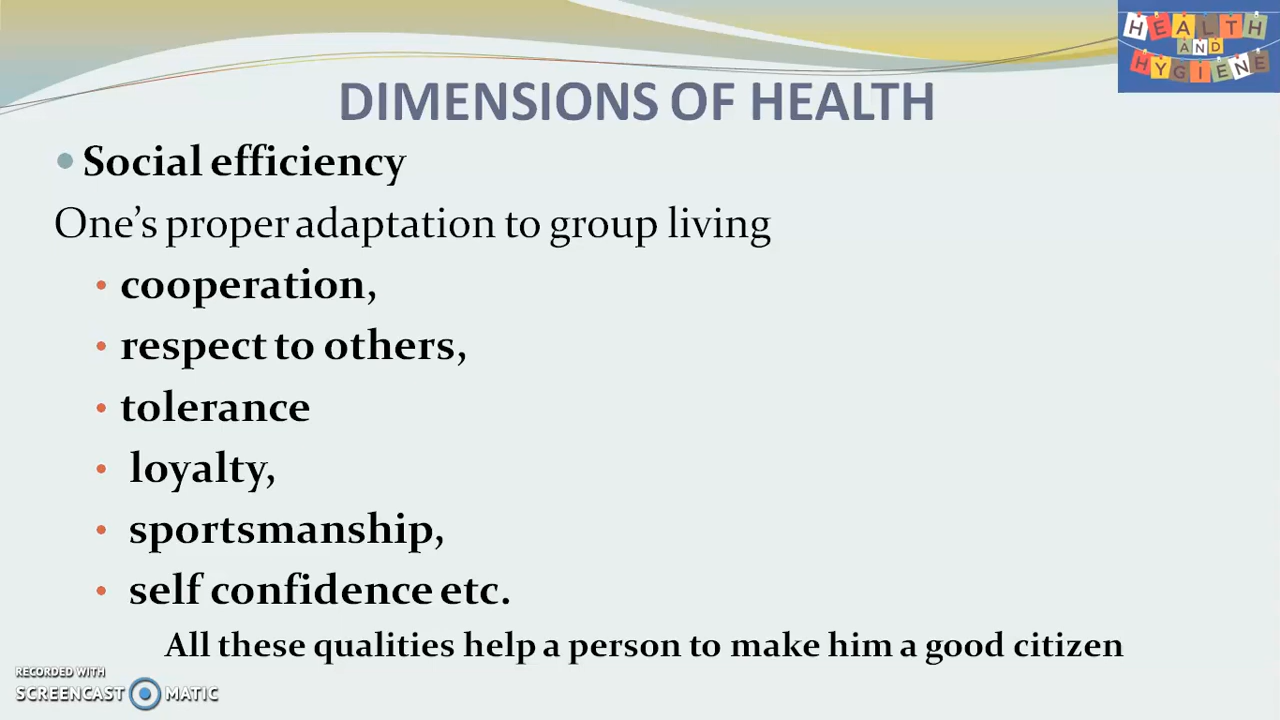 HEALTH
AND
HYGIENE
DIMENSIONS OF HEALTH
• Social efficiency
One’s proper adaptation to group living
• cooperation,
• respect to others,
• tolerance
• loyalty,
• sportsmanship,
• self confidence etc.
All these qualities help a person to make him a good citizen
RECORDED WITH
SCREENCAST MATIC